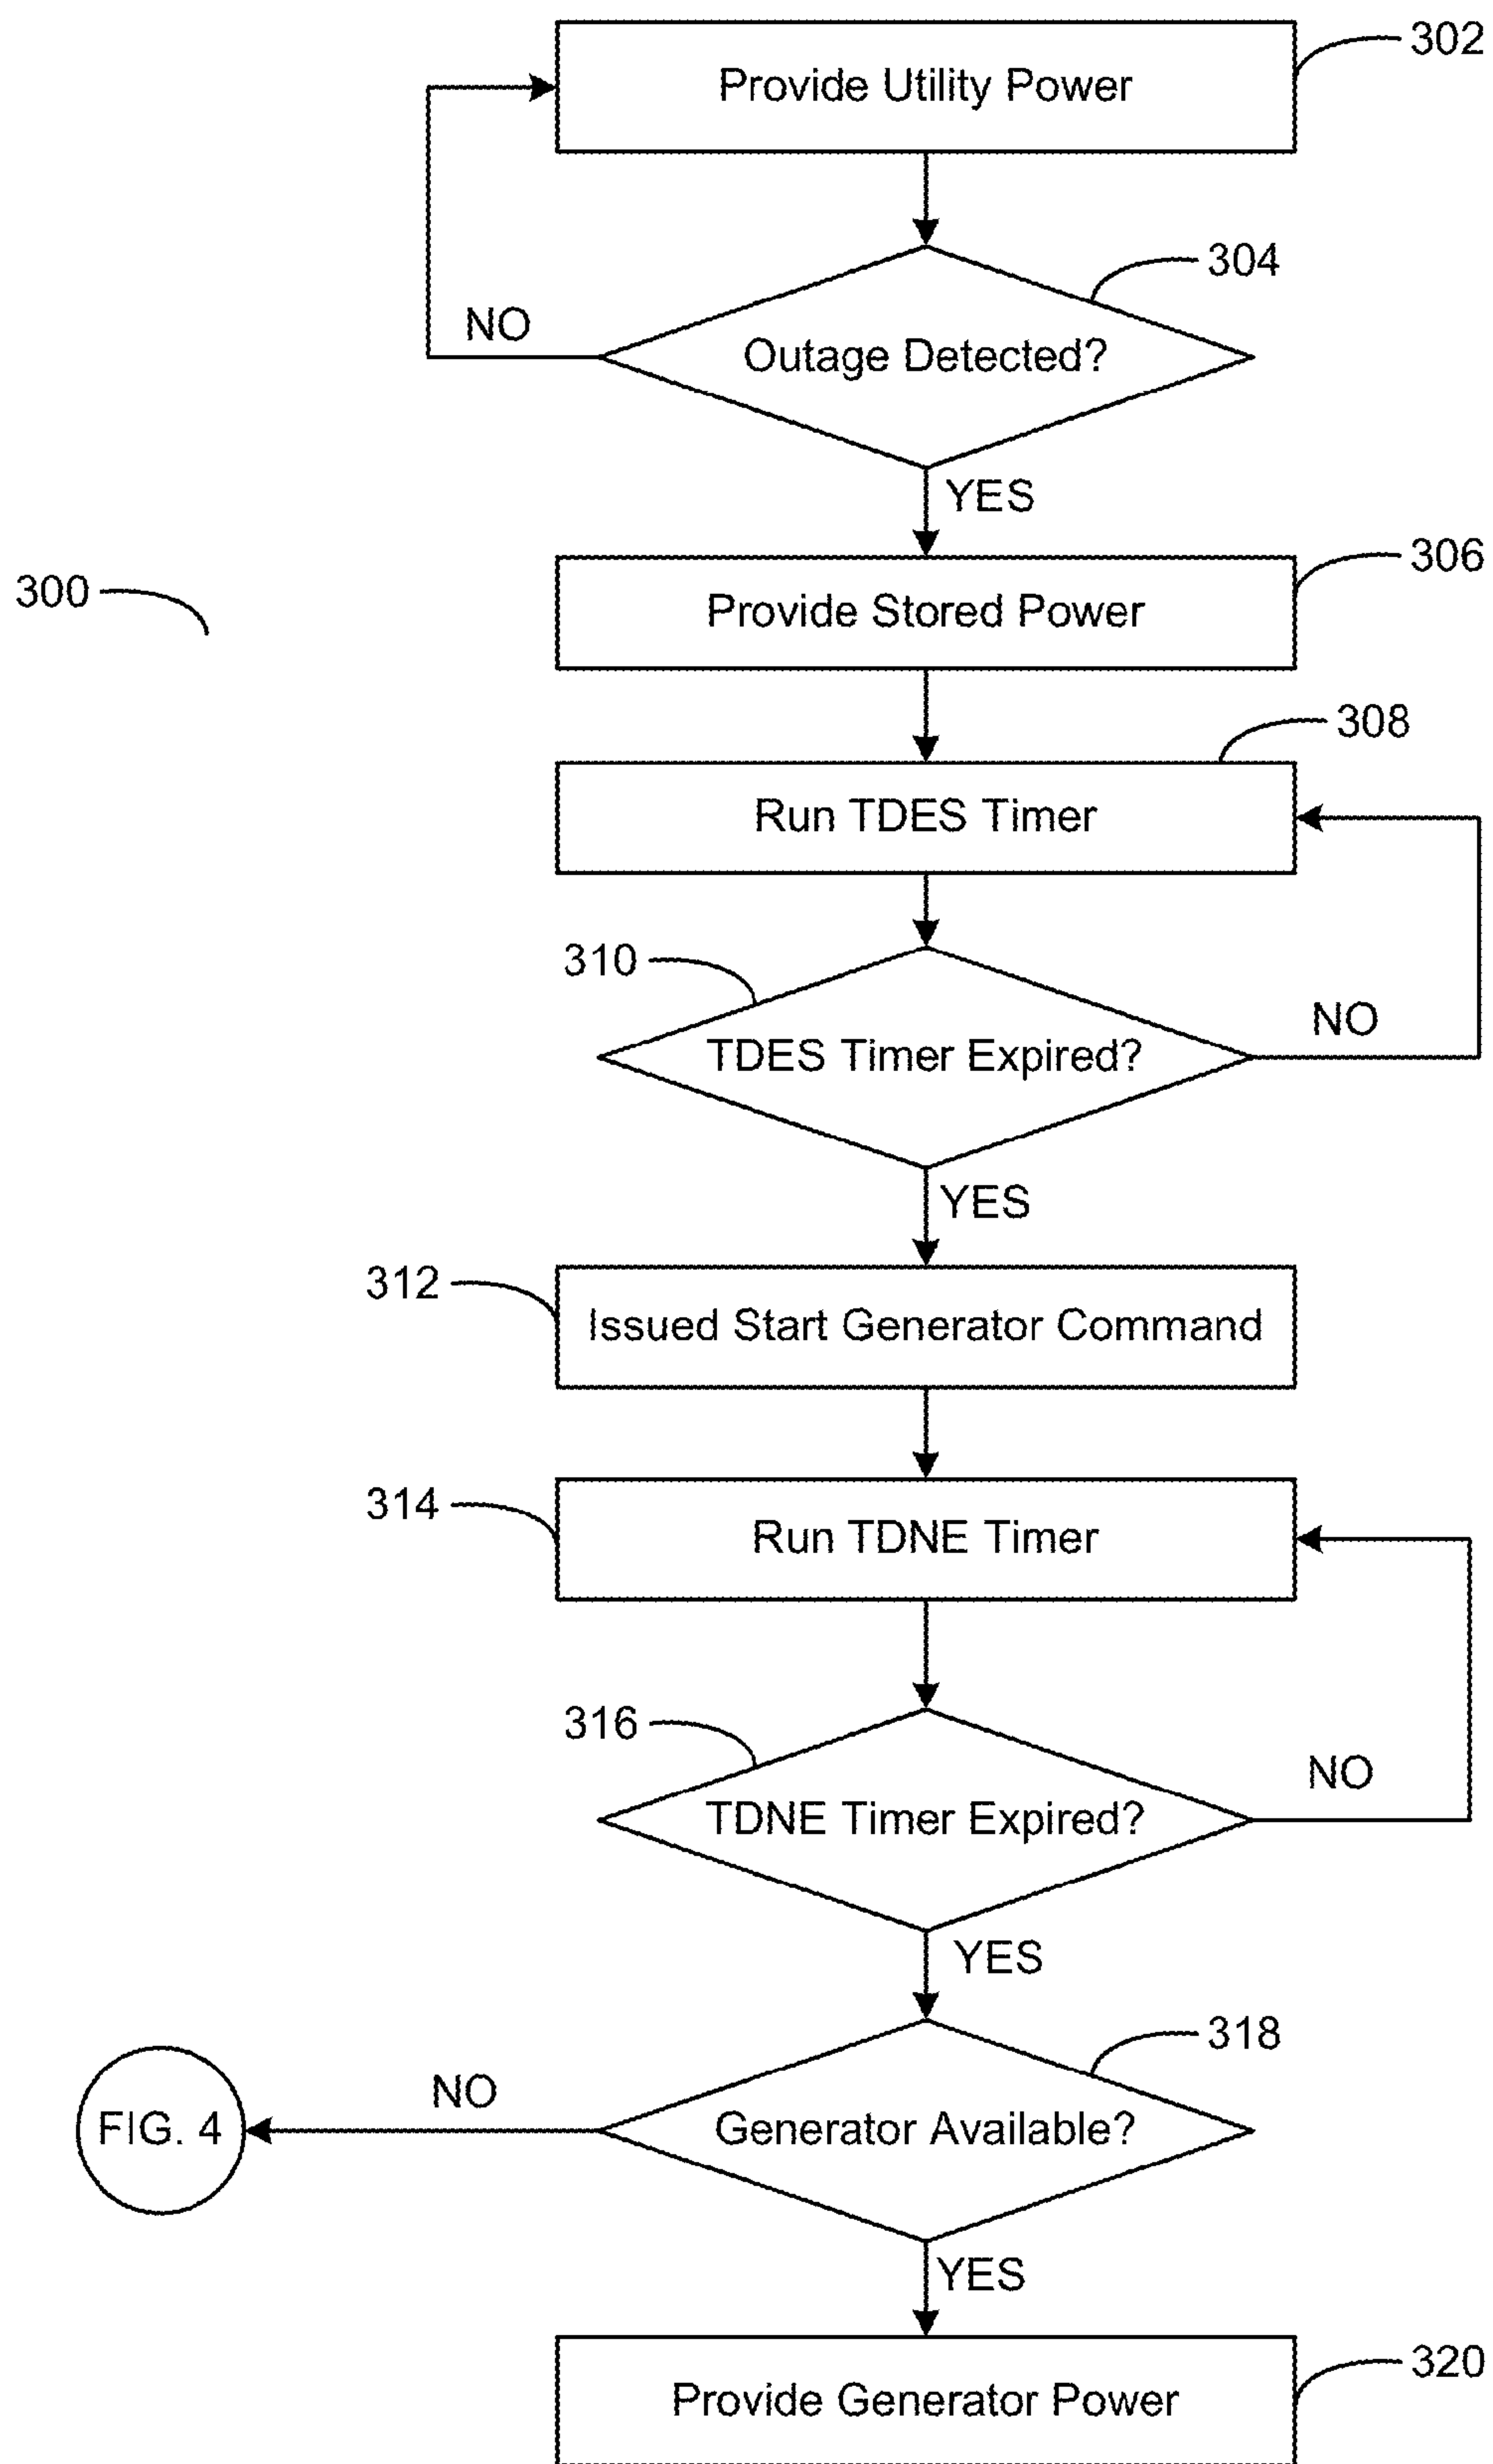 302
Provide Utility Power
304
NO
Outage Detected?
YES
306
300
Provide Stored Power
308
Run TDES Timer
310
NO
TDES Timer Expired?
YES
312
Issued Start Generator Command
314
Run TDNE Timer
316
NO
TDNE Timer Expired?
YES
318
NO
FIG. 4
Generator Available?
YES
320
Provide Generator Power